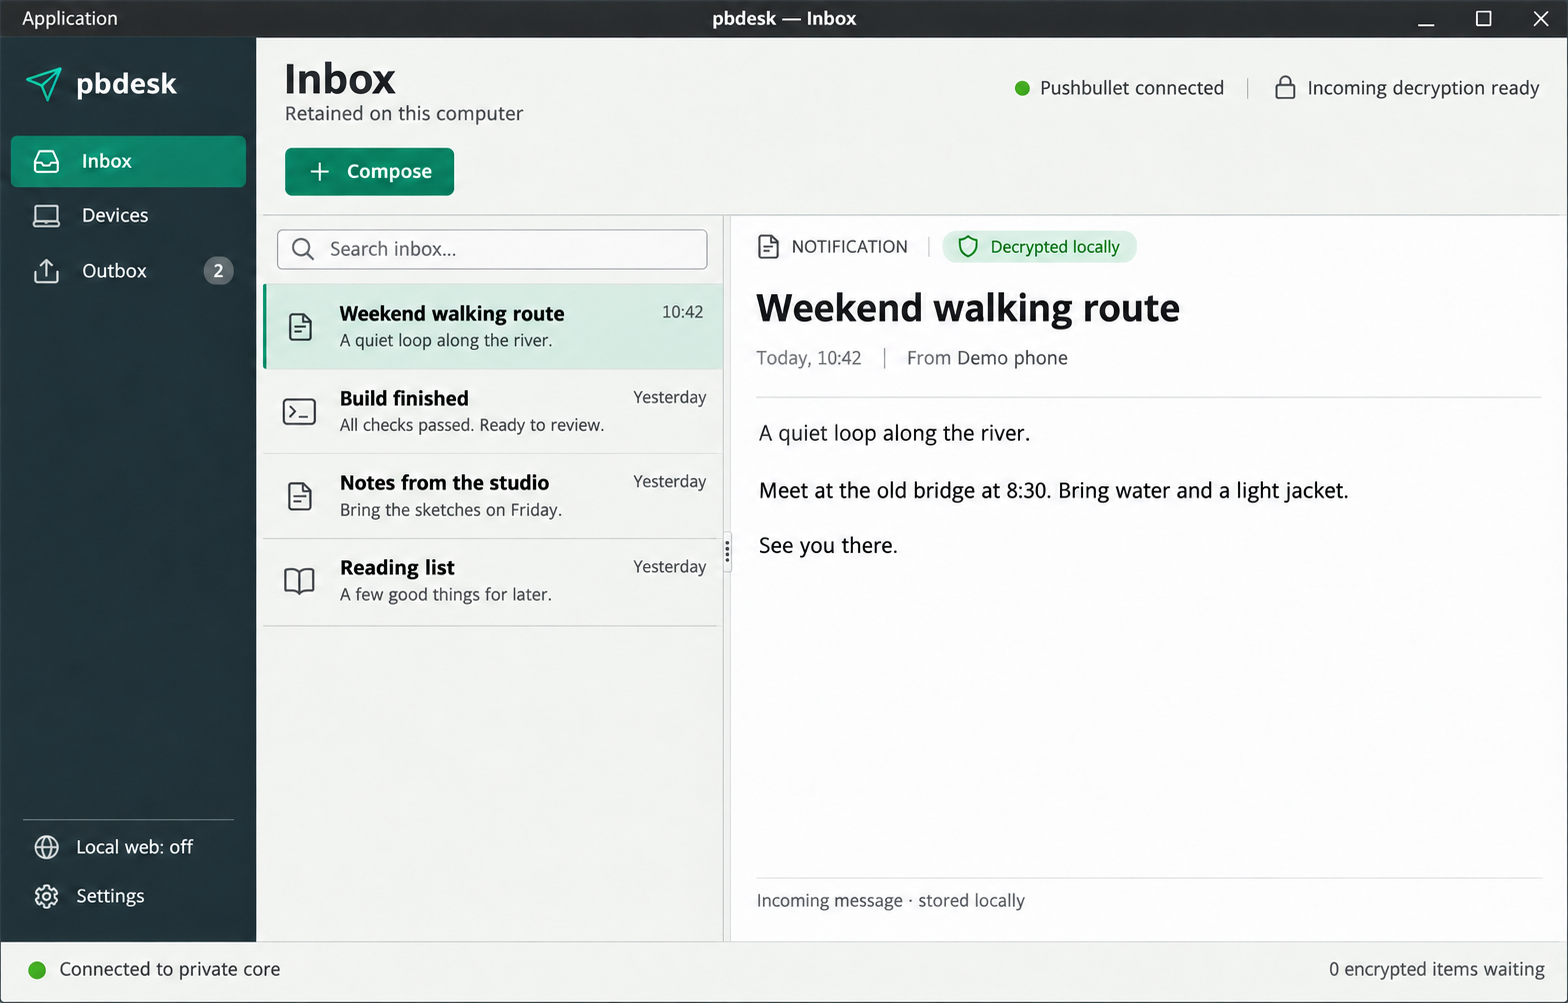 Application
pbdesk — Inbox
pbdesk
Inbox
Devices
Outbox
2
Local web: off
Settings
Inbox
Retained on this computer
Pushbullet connected
Incoming decryption ready
Compose
Search inbox...
Weekend walking route
10:42
A quiet loop along the river.
Build finished
Yesterday
All checks passed. Ready to review.
Notes from the studio
Yesterday
Bring the sketches on Friday.
Reading list
Yesterday
A few good things for later.
NOTIFICATION
Decrypted locally
Weekend walking route
Today, 10:42
From Demo phone
A quiet loop along the river.
Meet at the old bridge at 8:30. Bring water and a light jacket.
See you there.
Incoming message · stored locally
Connected to private core
0 encrypted items waiting